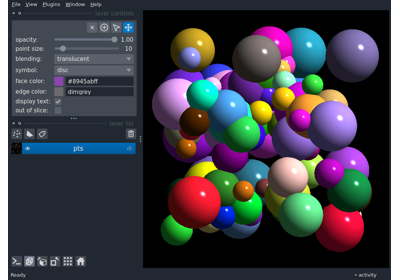 File View Plugins Window Help
layer controls
opacity: 1.00
point size: 10
blending: translucent
symbol: disc
face color: #8945abff
edge color: dimgrey
display text: ✓
out of slice:
layer list
pts
Ready
activity